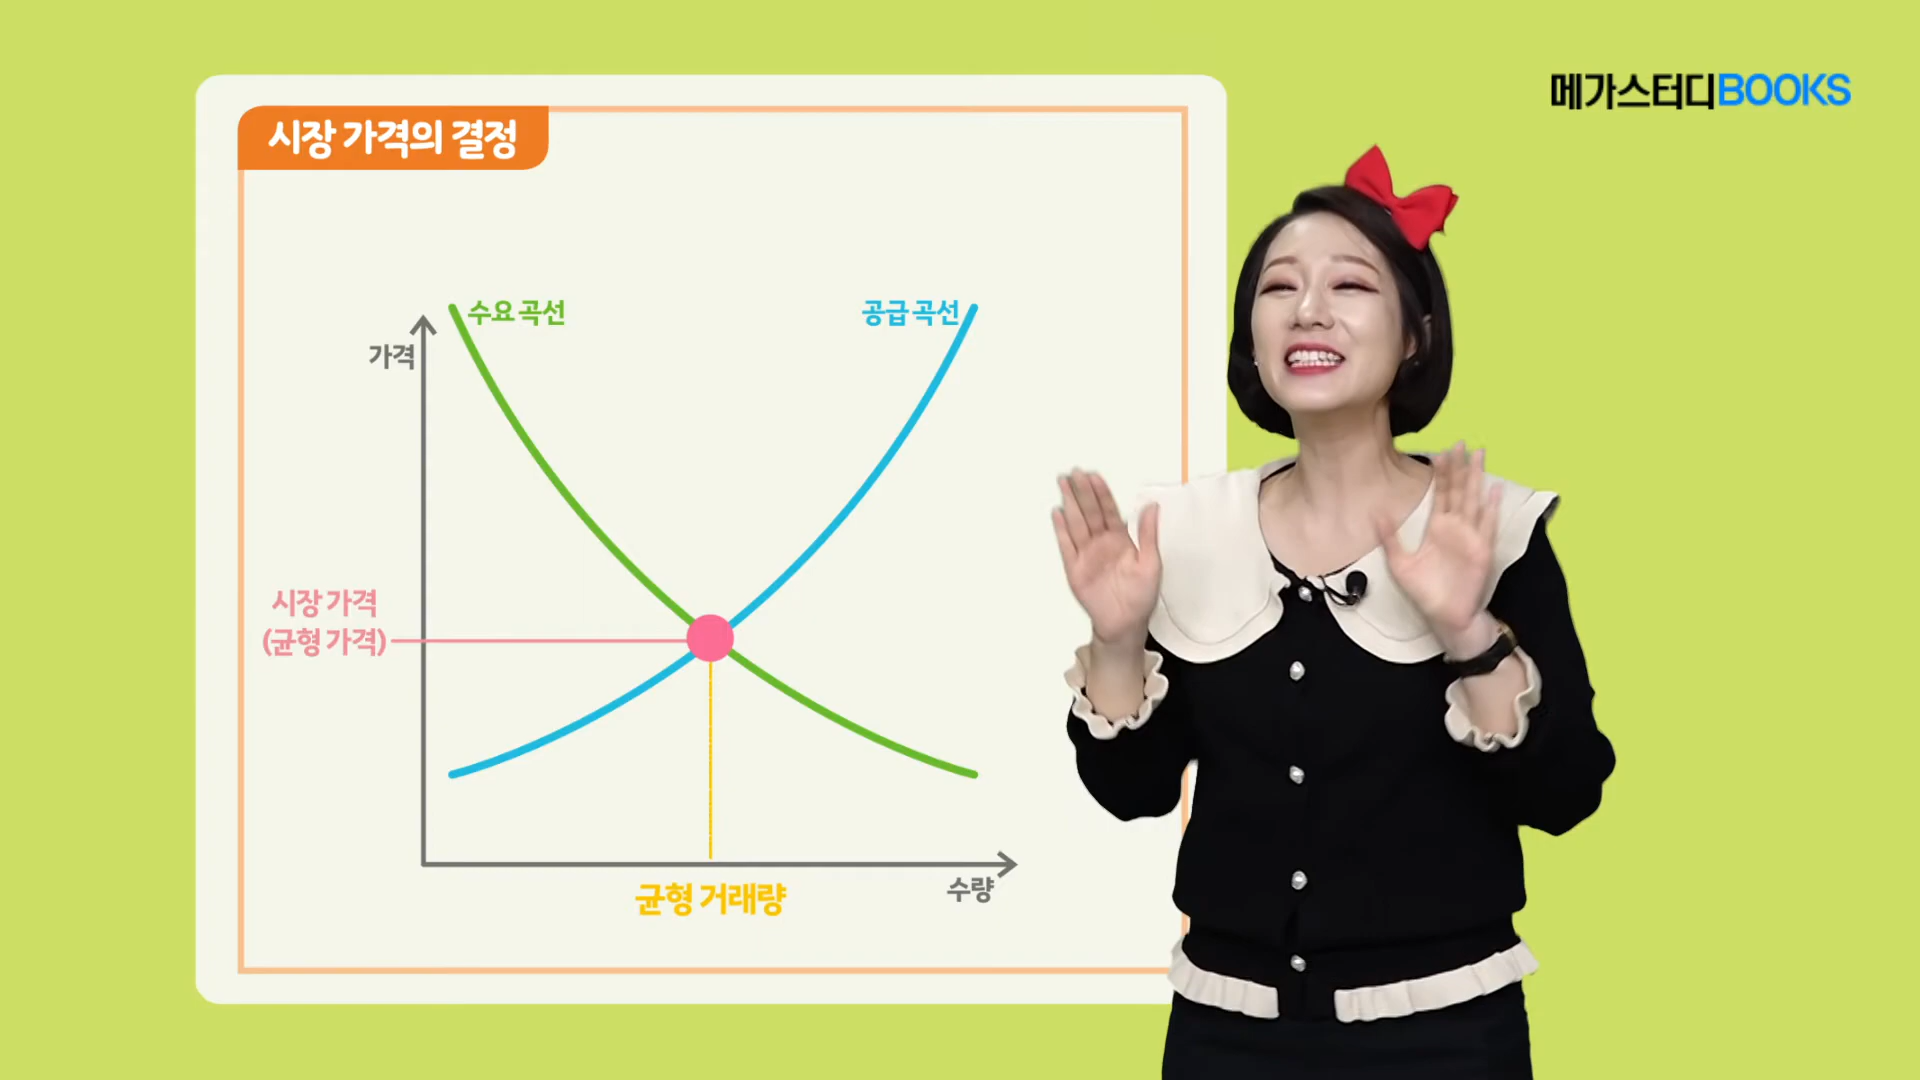 메가스터디BOOKS
시장 가격의 결정
수요 곡선
공급 곡선
가격
시장 가격
(균형 가격)
수량
균형 거래량